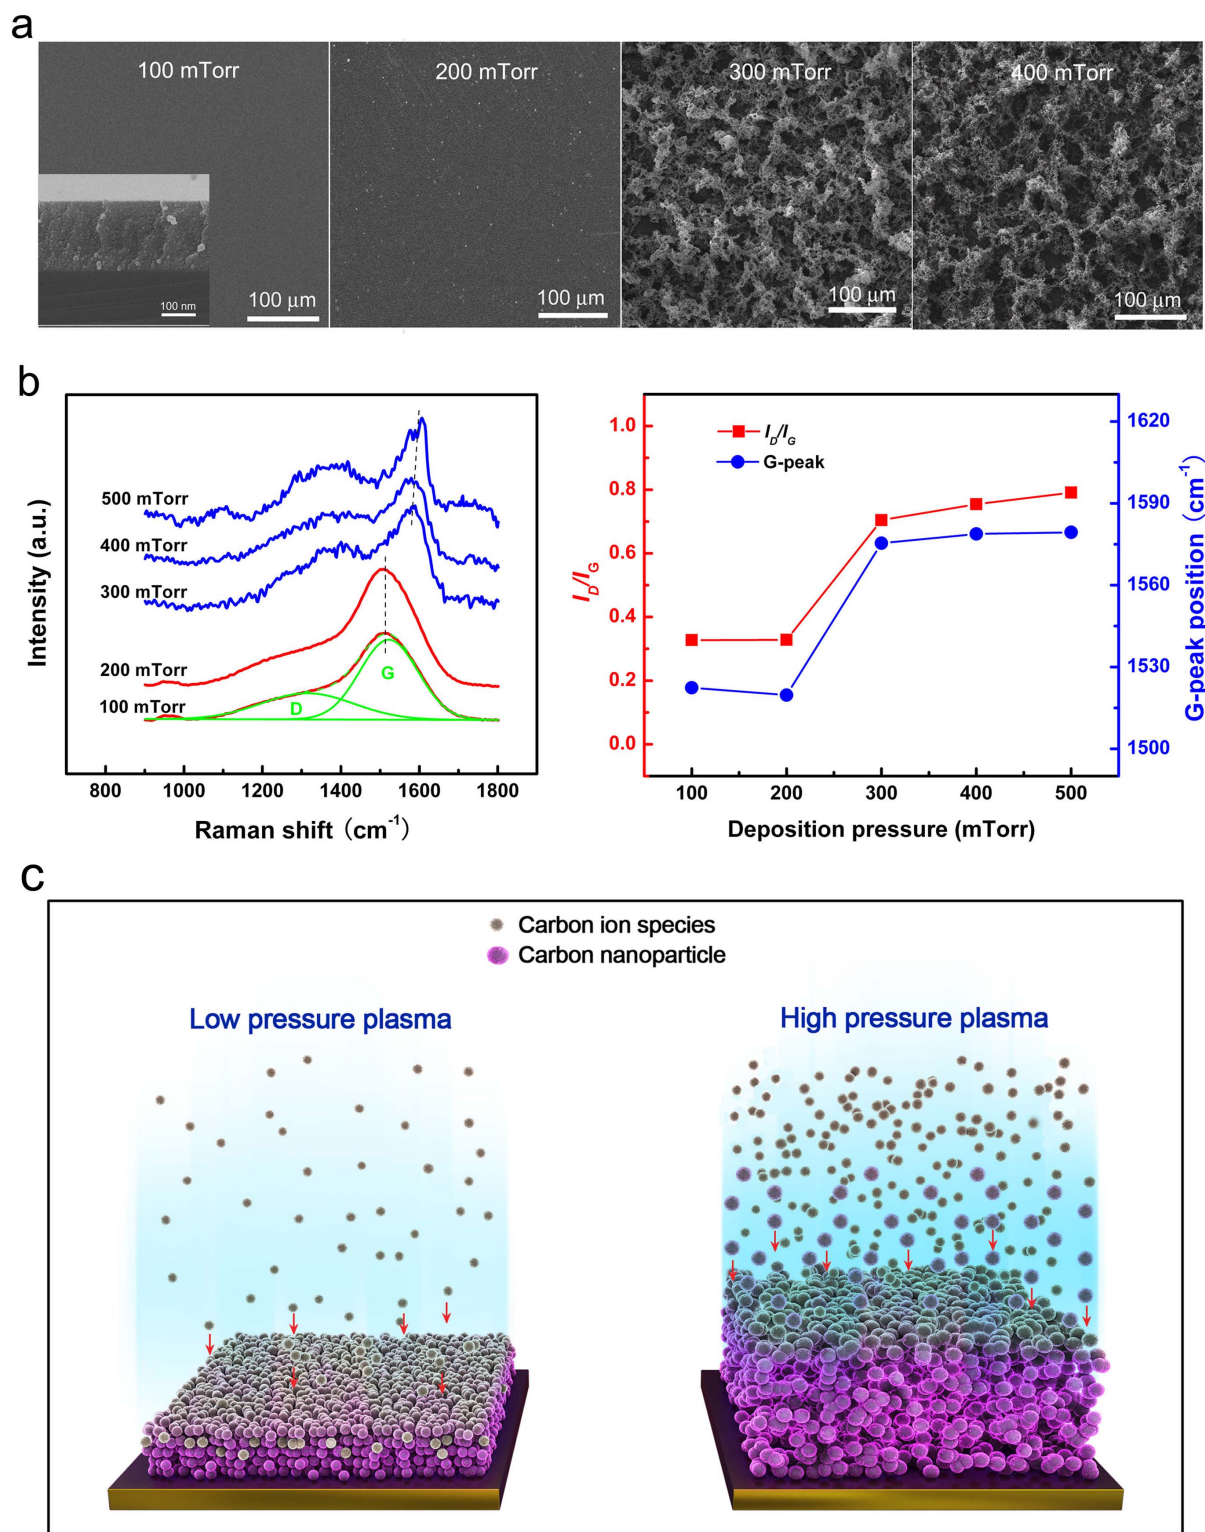 a
100 mTorr
200 mTorr
300 mTorr
400 mTorr
100 nm
100 μm
100 μm
100 μm
100 μm
b
Intensity (a.u.)
500 mTorr
400 mTorr
300 mTorr
200 mTorr
100 mTorr
D
G
800 1000 1200 1400 1600 1800
Raman shift (cm-1)
ID/IG
1.0
0.8
0.6
0.4
0.2
0.0
ID/IG
G-peak
1620
1590
1560
1530
1500
G-peak position (cm-1)
100 200 300 400 500
Deposition pressure (mTorr)
c
Carbon ion species
Carbon nanoparticle
Low pressure plasma
High pressure plasma